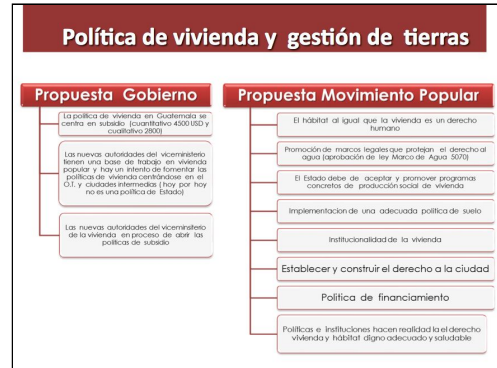 Política de vivienda y gestión de tierras
Propuesta Gobierno
La política de vivienda en Guatemala se
centra en subsidio (cuantitativo 4500 USD y
cualitativo 2800)
Las nuevas autoridades del viceministerio
tienen una base de trabajo en vivienda
popular y hay un intento de fomentar las
políticas de vivienda centrándose en el
O.T. y ciudades intermedias ( hoy por hoy
no es una política de Estado)
Las nuevas autoridades del viceminsiterio
de la vivienda en proceso de abrir las
políticas de subsidio
Propuesta Movimiento Popular
El hábitat al igual que la vivienda es un derecho
humano
Promoción de marcos legales que protejan el derecho al
agua (aprobación de ley Marco de Agua 5070)
El Estado debe de aceptar y promover programas
concretos de producción social de vivienda
Implementacion de una adecuada política de suelo
Institucionalidad de la vivienda
Establecer y construir el derecho a la ciudad
Politica de financiamiento
Políticas e instituciones hacen realidad la el derecho
vivienda y hábitat digno adecuado y saludable